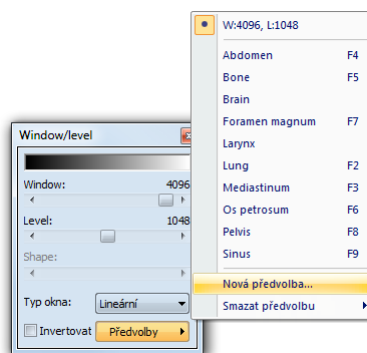 W:4096, L:1048
Abdomen F4
Bone F5
Brain
Foramen magnum F7
Larynx
Lung F2
Mediastinum F3
Os petrosum F6
Pelvis F8
Sinus F9
Nová předvolba...
Smazat předvolbu
Window/level
Window: 4096
Level: 1048
Shape:
Typ okna: Lineární
Invertovat Předvolby